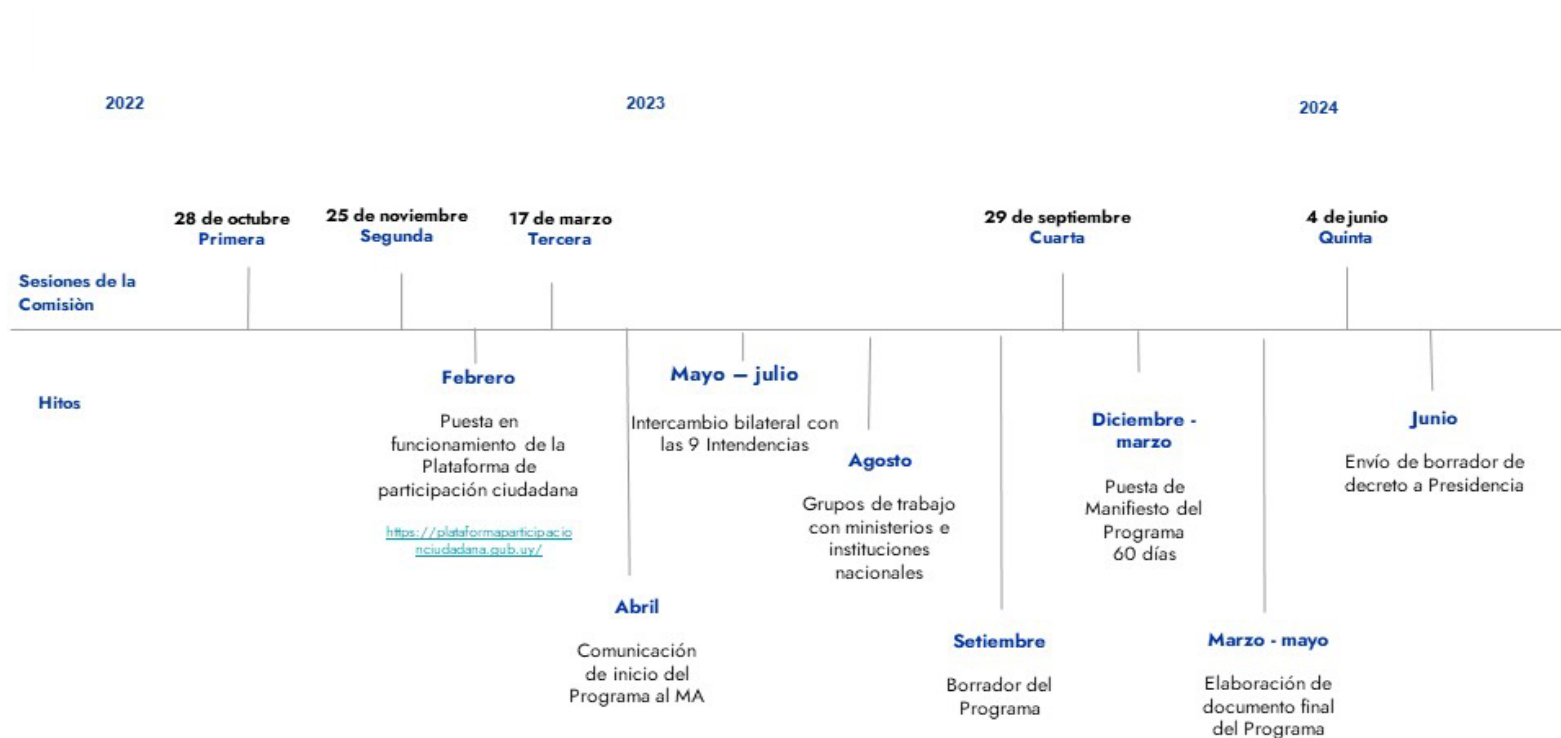 2022
2023
2024
28 de octubre
Primera
25 de noviembre
Segunda
17 de marzo
Tercera
29 de septiembre
Cuarta
4 de junio
Quinta
Sesiones de la
Comisiòn
Hitos
Febrero
Puesta en
funcionamiento de la
Plataforma de
participación ciudadana
https://plataformaparticipacio
nciudadana.gub.uy/
Abril
Comunicación
de inicio del
Programa al MA
Mayo – julio
Intercambio bilateral con
las 9 Intendencias
Agosto
Grupos de trabajo
con ministerios e
instituciones
nacionales
Setiembre
Borrador del
Programa
Diciembre -
marzo
Puesta de
Manifiesto del
Programa
60 días
Marzo - mayo
Elaboración de
documento final
del Programa
Junio
Envío de borrador de
decreto a Presidencia